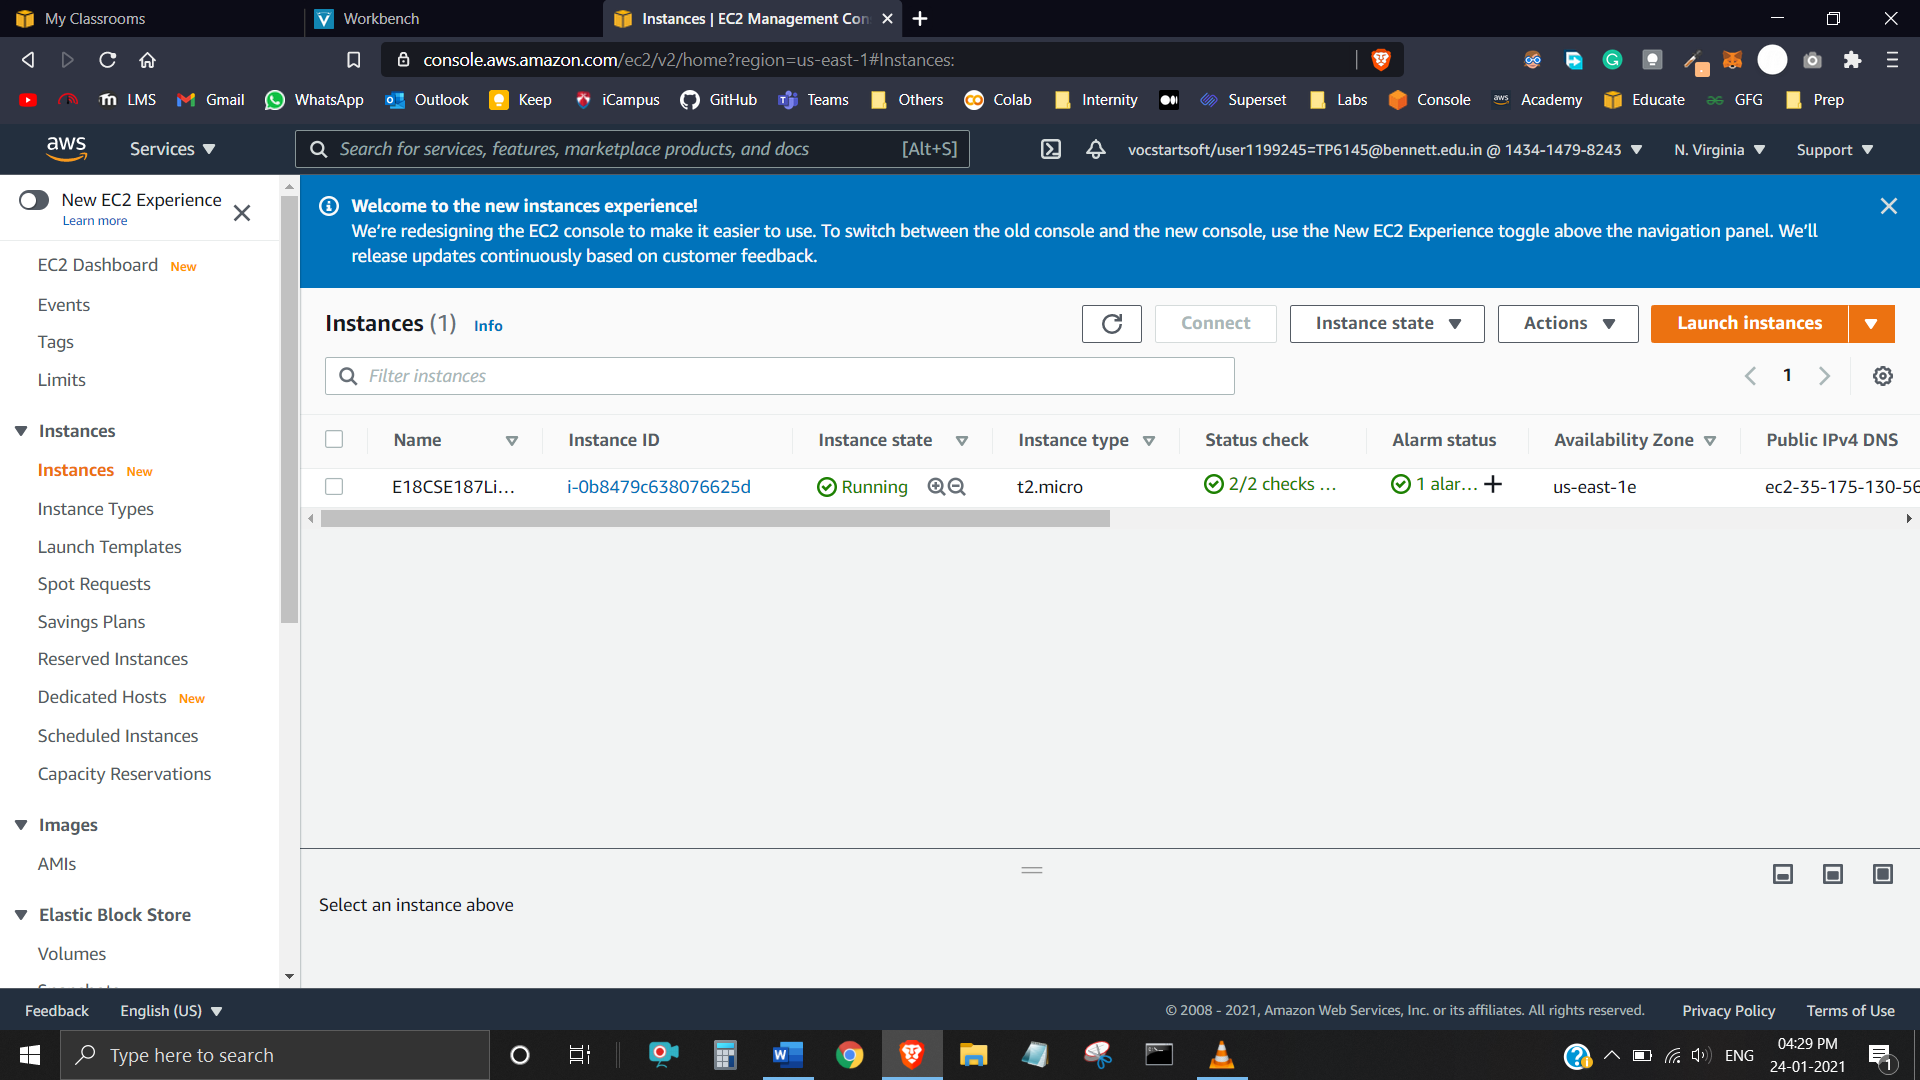 My Classrooms
Workbench
Instances | EC2 Management Con
console.aws.amazon.com/ec2/v2/home?region=us-east-1#Instances:
LMS
Gmail
WhatsApp
Outlook
Keep
iCampus
GitHub
Teams
Others
Colab
Internity
Superset
Labs
Console
aws
Academy
Educate
GFG
Prep
aws
Services
Search for services, features, marketplace products, and docs
[Alt+S]
vocstartsoft/user1199245=TP6145@bennett.edu.in @ 1434-1479-8243
N. Virginia
Support
New EC2 Experience
Learn more
Welcome to the new instances experience!
We're redesigning the EC2 console to make it easier to use. To switch between the old console and the new console, use the New EC2 Experience toggle above the navigation panel. We'll
release updates continuously based on customer feedback.
EC2 Dashboard New
Events
Tags
Limits
Instances
Instances New
Instance Types
Launch Templates
Spot Requests
Savings Plans
Reserved Instances
Dedicated Hosts New
Scheduled Instances
Capacity Reservations
Images
AMIs
Elastic Block Store
Volumes
Instances (1) Info
Connect
Instance state
Actions
Launch instances
Filter instances
1
Name
Instance ID
Instance state
Instance type
Status check
Alarm status
Availability Zone
Public IPv4 DNS
E18CSE187Li...
i-0b8479c638076625d
Running
t2.micro
2/2 checks ...
1 alar... +
us-east-1e
ec2-35-175-130-56
Select an instance above
Feedback
English (US)
© 2008 - 2021, Amazon Web Services, Inc. or its affiliates. All rights reserved.
Privacy Policy
Terms of Use
Type here to search
ENG
04:29 PM
24-01-2021
1